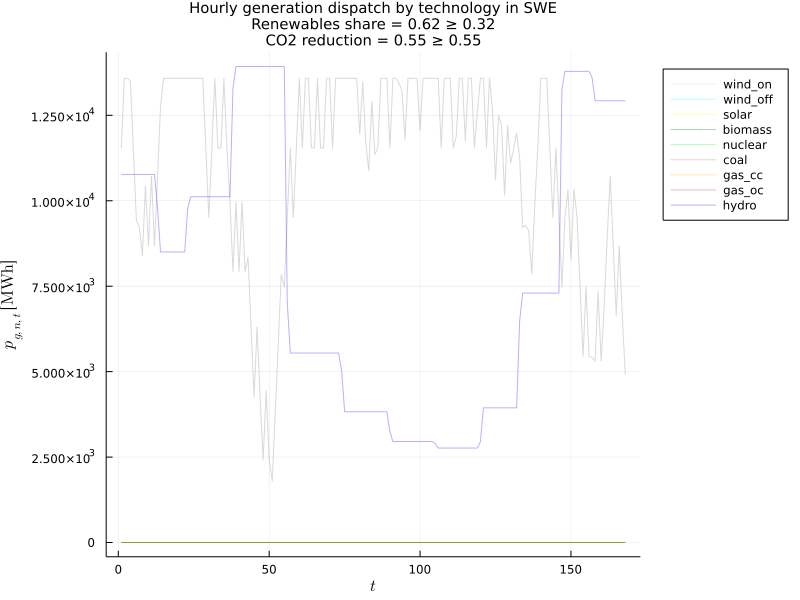 Hourly generation dispatch by technology in SWE
Renewables share = 0.62 ≥ 0.32
CO2 reduction = 0.55 ≥ 0.55
p_{g,n,t} [MWh]
1.250×10⁴
1.000×10⁴
7.500×10³
5.000×10³
2.500×10³
0
0 50 100 150
t
wind_on
wind_off
solar
biomass
nuclear
coal
gas_cc
gas_oc
hydro